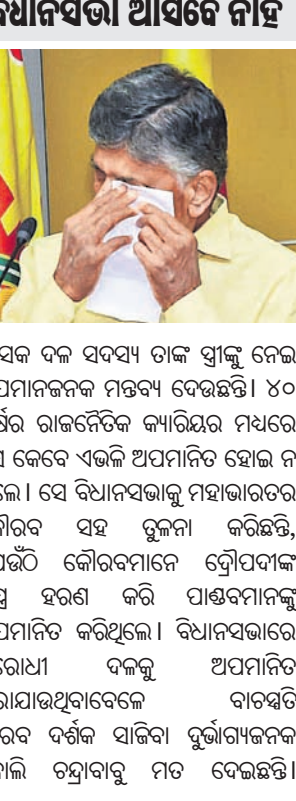 ବିଧାନସଭା ଆସିବେ ନାହିଁ
ସକ ଦଳ ସଦସ୍ୟ ତାଙ୍କ ସ୍ତ୍ରୀଙ୍କୁ ନେଇ
ପମାନଜନକ ମନ୍ତବ୍ୟ ଦେଉଛନ୍ତି। ୪୦
ର୍ଷର ରାଜନୈତିକ କ୍ୟାରିୟର ମଧ୍ୟରେ
ସେ କେବେ ଏଭଳି ଅପମାନିତ ହୋଇ ନ
ଲେ। ସେ ବିଧାନସଭାକୁ ମହାଭାରତର
କୌରବ ସହ ତୁଳନା କରିଛନ୍ତି,
ଯେଉଁଠି କୌରବମାନେ ଦ୍ରୌପଦୀଙ୍କ
ସ୍ତ୍ର ହରଣ କରି ପାଣ୍ଡବମାନଙ୍କୁ
ପମାନିତ କରିଥିଲେ। ବିଧାନସଭାରେ
ରୋଧୀ ଦଳକୁ ଅପମାନିତ
ରାଯାଉଥିବାବେଳେ ବାଚସ୍ପତି
ରବ ଦର୍ଶକ ସାଜିବା ଦୁର୍ଭାଗ୍ୟଜନକ
ବୋଲି ଚନ୍ଦ୍ରାବାବୁ ମତ ଦେଇଛନ୍ତି।